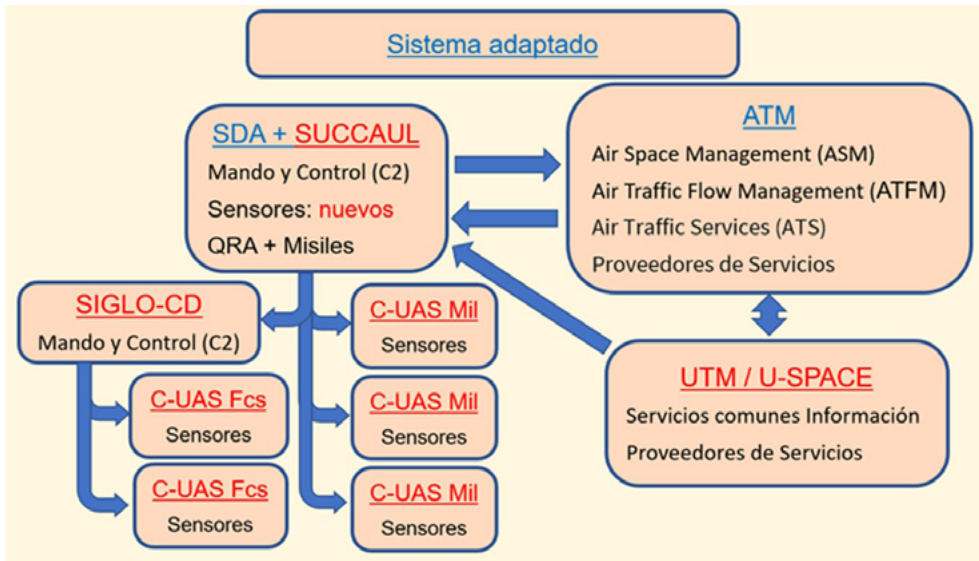 Sistema adaptado
SDA + SUCCAUL
Mando y Control (C2)
Sensores: nuevos
QRA + Misiles
ATM
Air Space Management (ASM)
Air Traffic Flow Management (ATFM)
Air Traffic Services (ATS)
Proveedores de Servicios
SIGLO-CD
Mando y Control (C2)
C-UAS Mil
Sensores
C-UAS Fcs
Sensores
C-UAS Mil
Sensores
C-UAS Fcs
Sensores
C-UAS Mil
Sensores
UTM / U-SPACE
Servicios comunes Información
Proveedores de Servicios